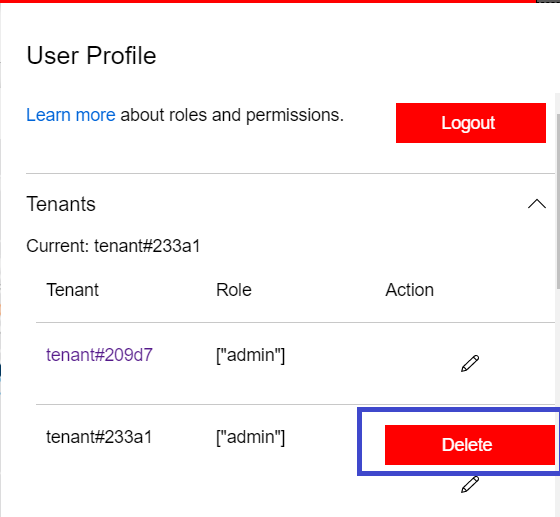 User Profile
Learn more about roles and permissions.
Logout
Tenants
Current: tenant#233a1
Tenant Role Action
tenant#209d7 ["admin"]
tenant#233a1 ["admin"] Delete